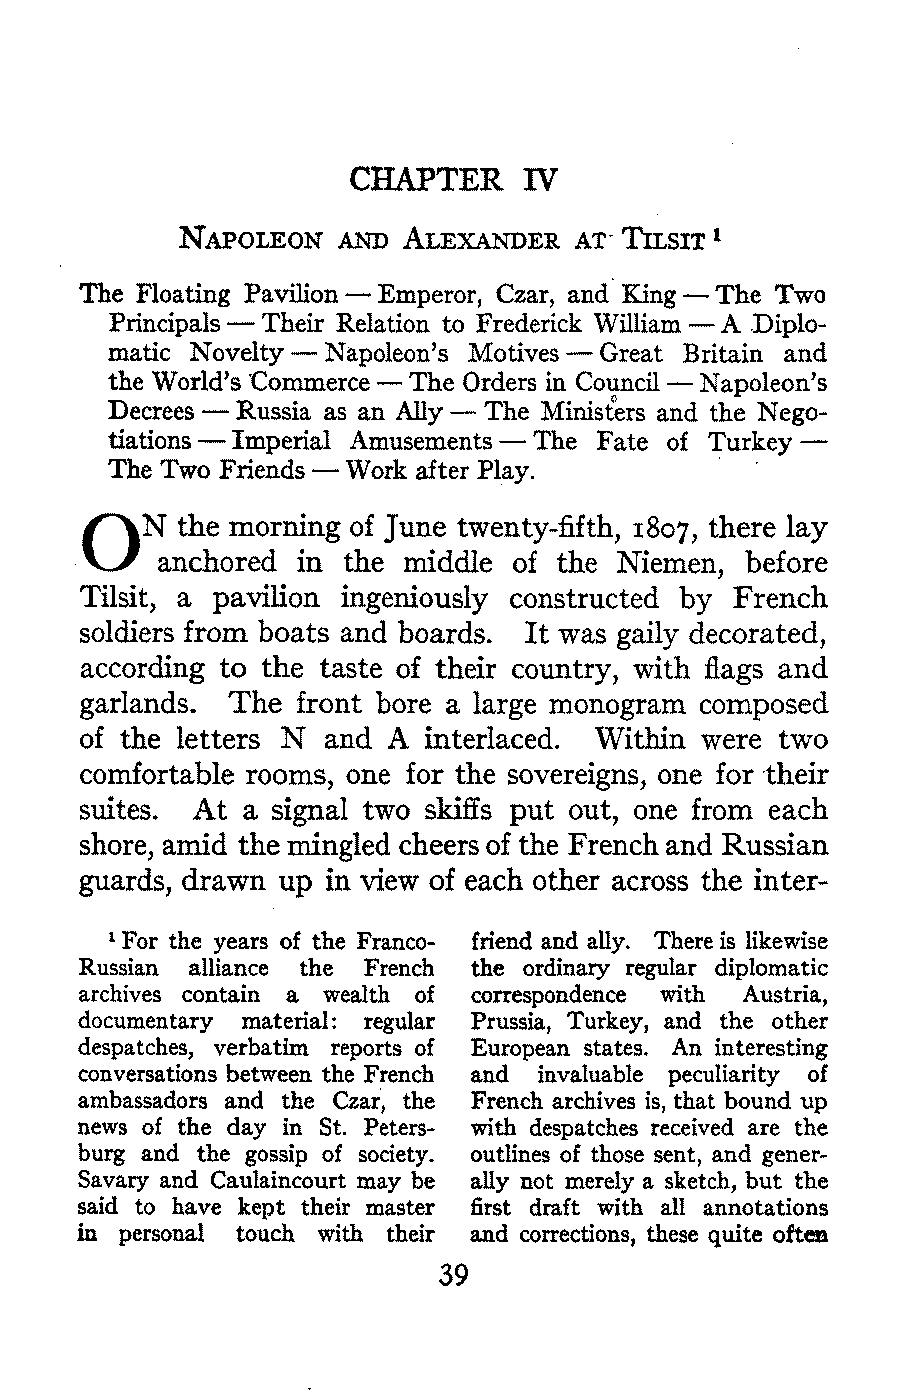 CHAPTER IV
NAPOLEON AND ALEXANDER AT TILSIT ¹
The Floating Pavilion — Emperor, Czar, and King — The Two
Principals — Their Relation to Frederick William — A Diplo-
matic Novelty — Napoleon's Motives — Great Britain and
the World's Commerce — The Orders in Council — Napoleon's
Decrees — Russia as an Ally — The Ministers and the Nego-
tiations — Imperial Amusements — The Fate of Turkey —
The Two Friends — Work after Play.
ON the morning of June twenty-fifth, 1807, there lay
anchored in the middle of the Niemen, before
Tilsit, a pavilion ingeniously constructed by French
soldiers from boats and boards. It was gaily decorated,
according to the taste of their country, with flags and
garlands. The front bore a large monogram composed
of the letters N and A interlaced. Within were two
comfortable rooms, one for the sovereigns, one for their
suites. At a signal two skiffs put out, one from each
shore, amid the mingled cheers of the French and Russian
guards, drawn up in view of each other across the inter-
¹ For the years of the Franco-
Russian alliance the French
archives contain a wealth of
documentary material: regular
despatches, verbatim reports of
conversations between the French
ambassadors and the Czar, the
news of the day in St. Peters-
burg and the gossip of society.
Savary and Caulaincourt may be
said to have kept their master
in personal touch with their
friend and ally. There is likewise
the ordinary regular diplomatic
correspondence with Austria,
Prussia, Turkey, and the other
European states. An interesting
and invaluable peculiarity of
French archives is, that bound up
with despatches received are the
outlines of those sent, and gener-
ally not merely a sketch, but the
first draft with all annotations
and corrections, these quite often
39